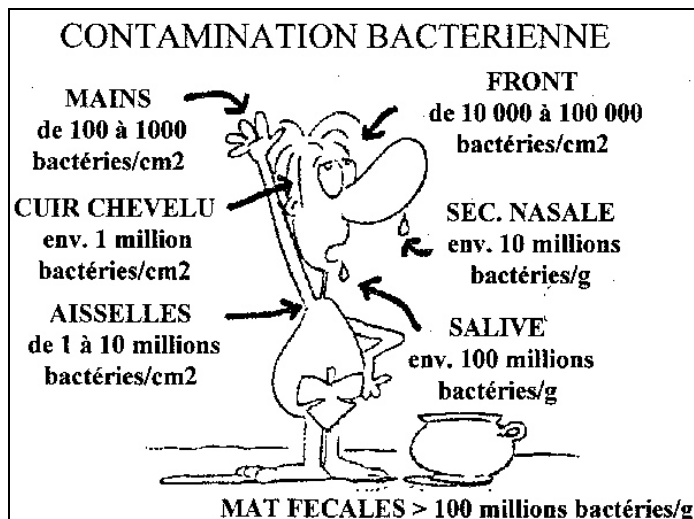 CONTAMINATION BACTERIENNE
MAINS
de 100 à 1000
bactéries/cm2
FRONT
de 10 000 à 100 000
bactéries/cm2
CUIR CHEVELU
env. 1 million
bactéries/cm2
SEC. NASALE
env. 10 millions
bactéries/g
AISSELLES
de 1 à 10 millions
bactéries/cm2
SALIVE
env. 100 millions
bactéries/g
MAT FECALES > 100 millions bactéries/g